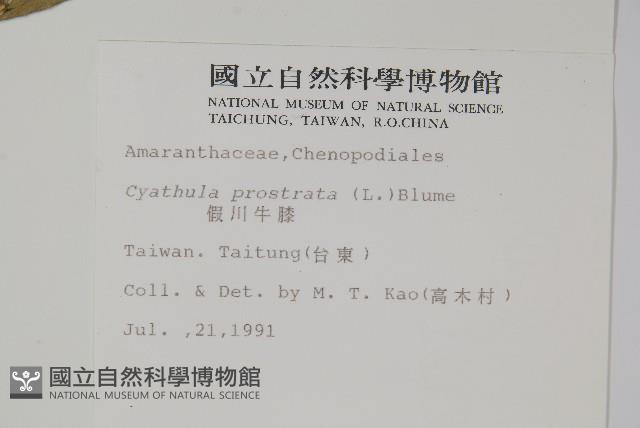 國立自然科學博物館
NATIONAL MUSEUM OF NATURAL SCIENCE
TAICHUNG, TAIWAN, R.O.CHINA
Amaranthaceae,Chenopodiales
Cyathula prostrata (L.)Blume
假川牛膝
Taiwan. Taitung(台東)
Coll. & Det. by M. T. Kao(高木村)
Jul. ,21,1991
國立自然科學博物館
NATIONAL MUSEUM OF NATURAL SCIENCE